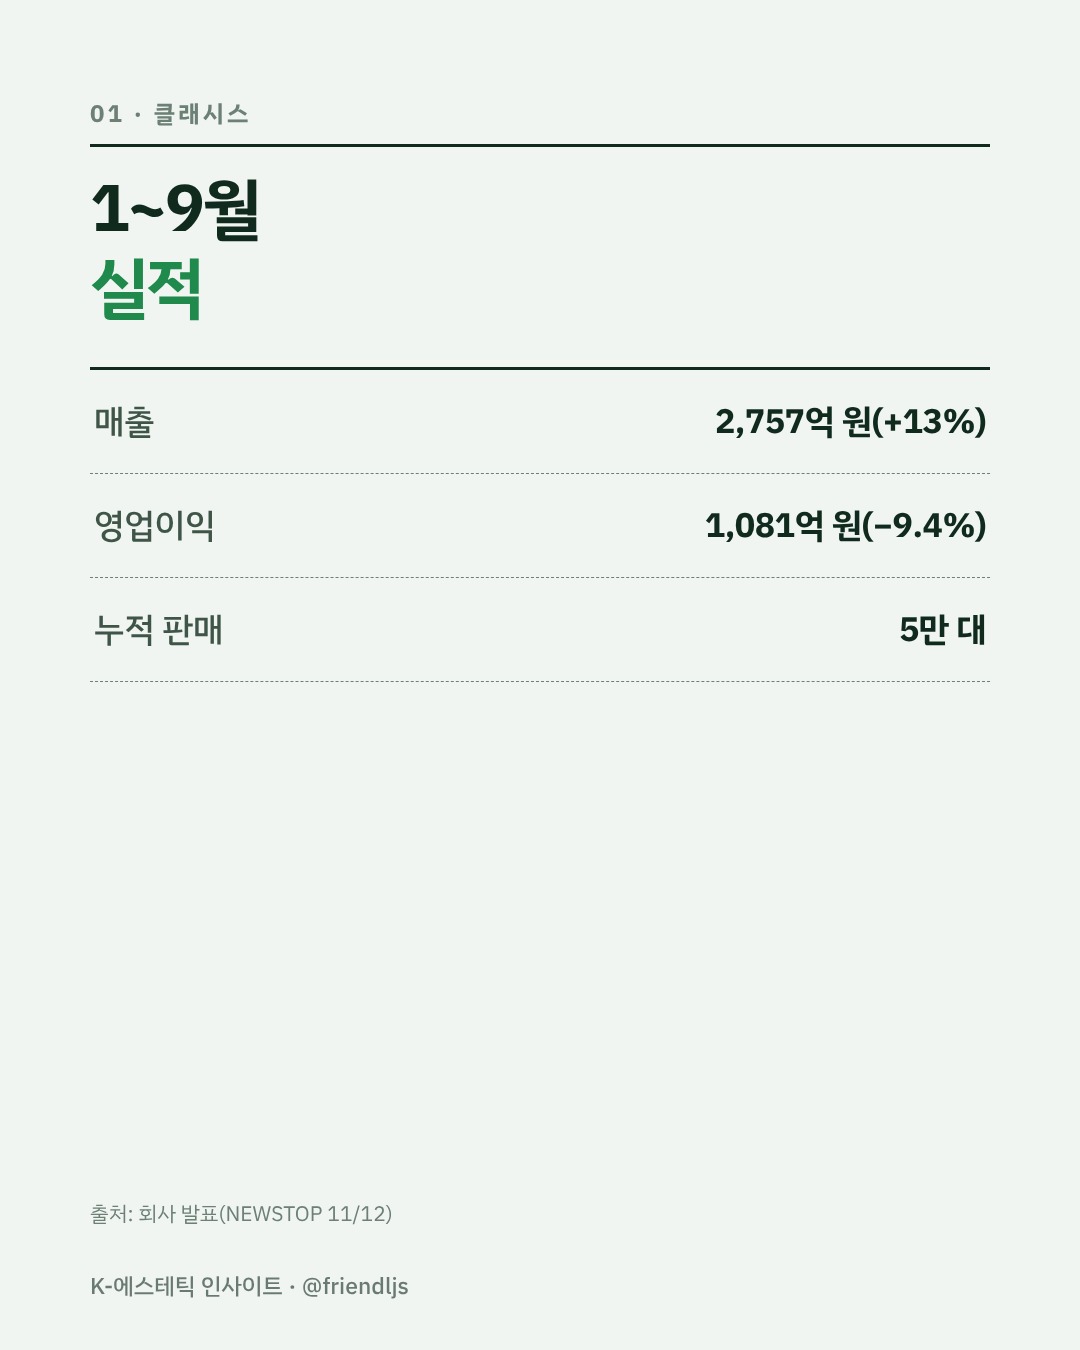 01 · 클래시스
1~9월
실적
매출 2,757억 원(+13%)
영업이익 1,081억 원(−9.4%)
누적 판매 5만 대
출처: 회사 발표(NEWSTOP 11/12)
K-에스테틱 인사이트 · @friendljs